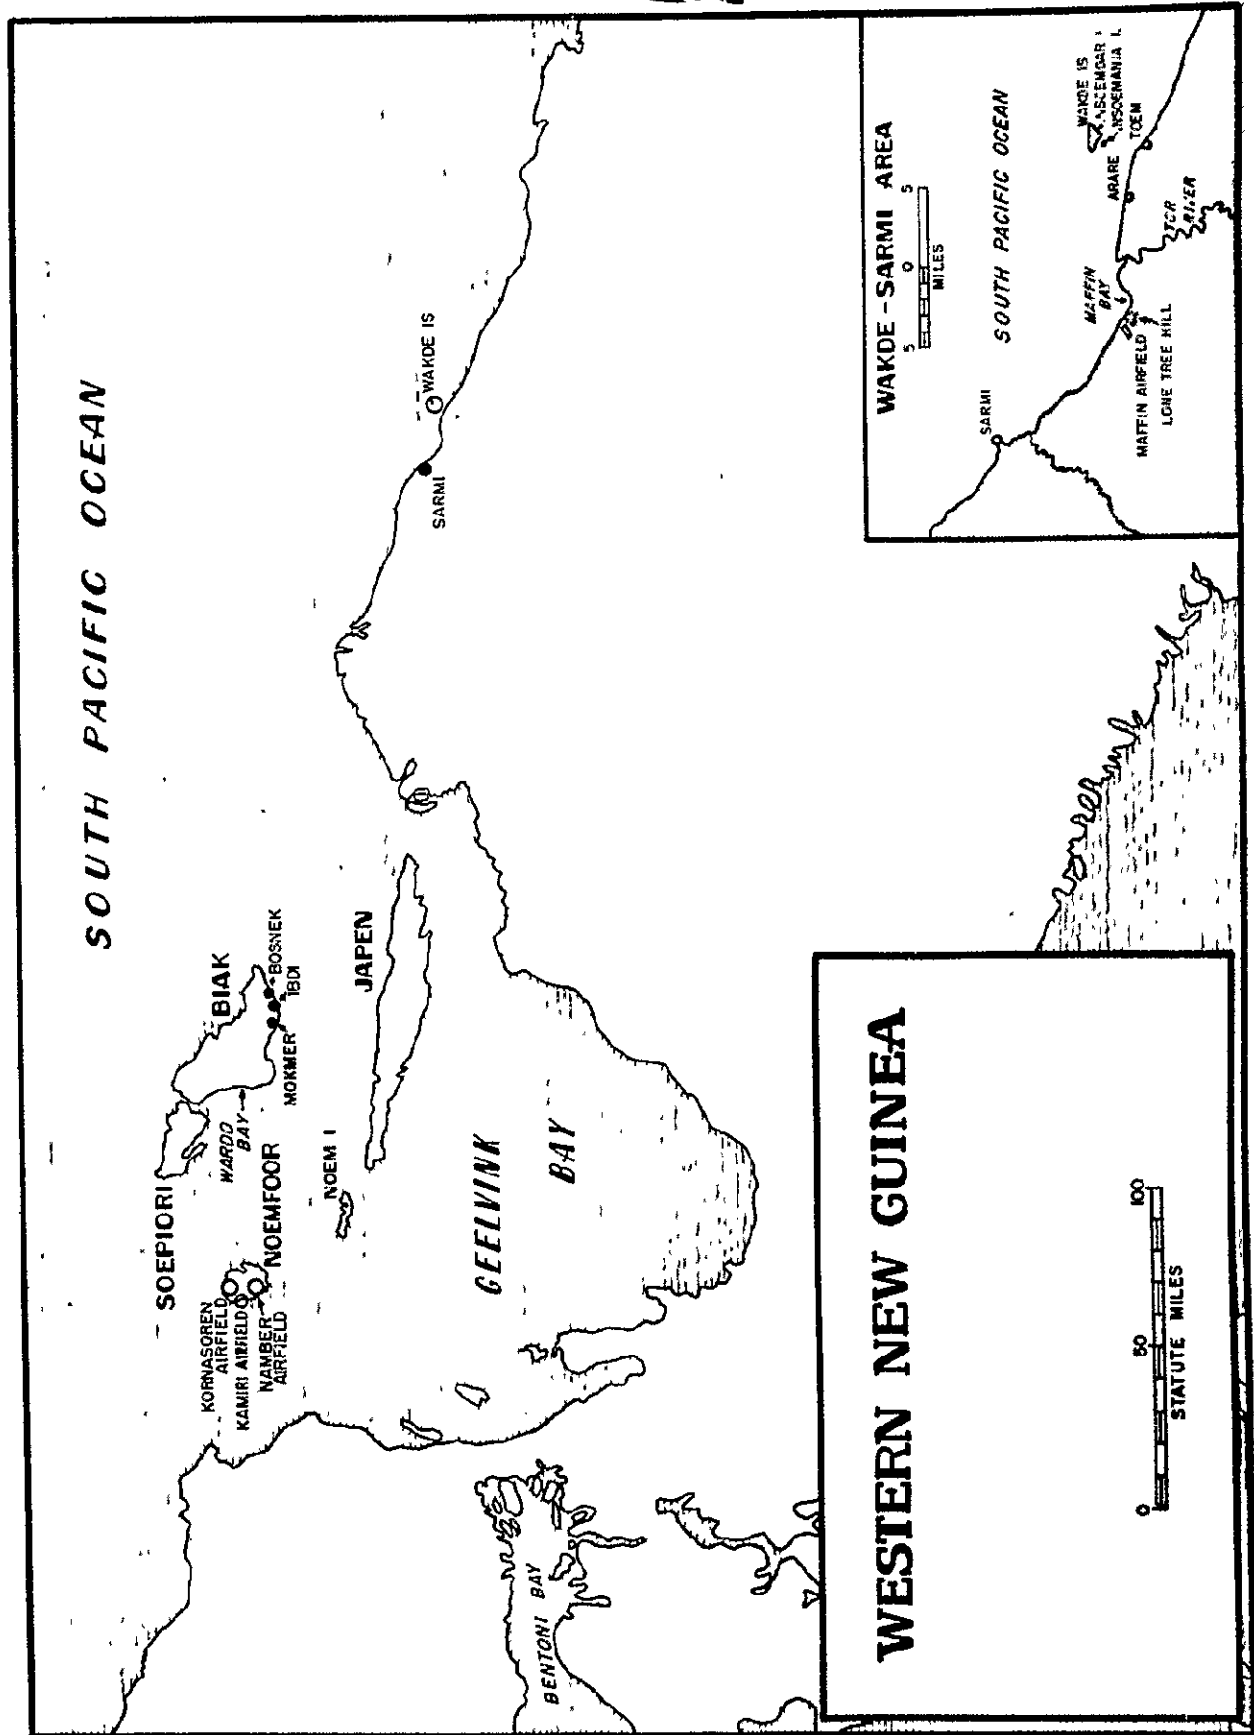 SOUTH PACIFIC OCEAN
SOEPIORI
BIAK
WARDO
BAY
BOSNEK
IBDI
MOKMER
KORNASOREN
AIRFIELD
KAMIRI AIRFIELD
NAMBER
AIRFIELD
NOEMFOOR
NOEM I
JAPEN
GEELVINK
BAY
BENTONI BAY
SARMI
WAKDE IS
WESTERN NEW GUINEA
0 50 100
STATUTE MILES
WAKDE - SARMI AREA
5 0 5
MILES
SOUTH PACIFIC OCEAN
SARMI
MAFFIN
BAY
MAFFIN AIRFIELD
LONE TREE HILL
WAKDE IS
ARARE
TOEM
TOR
RIVER